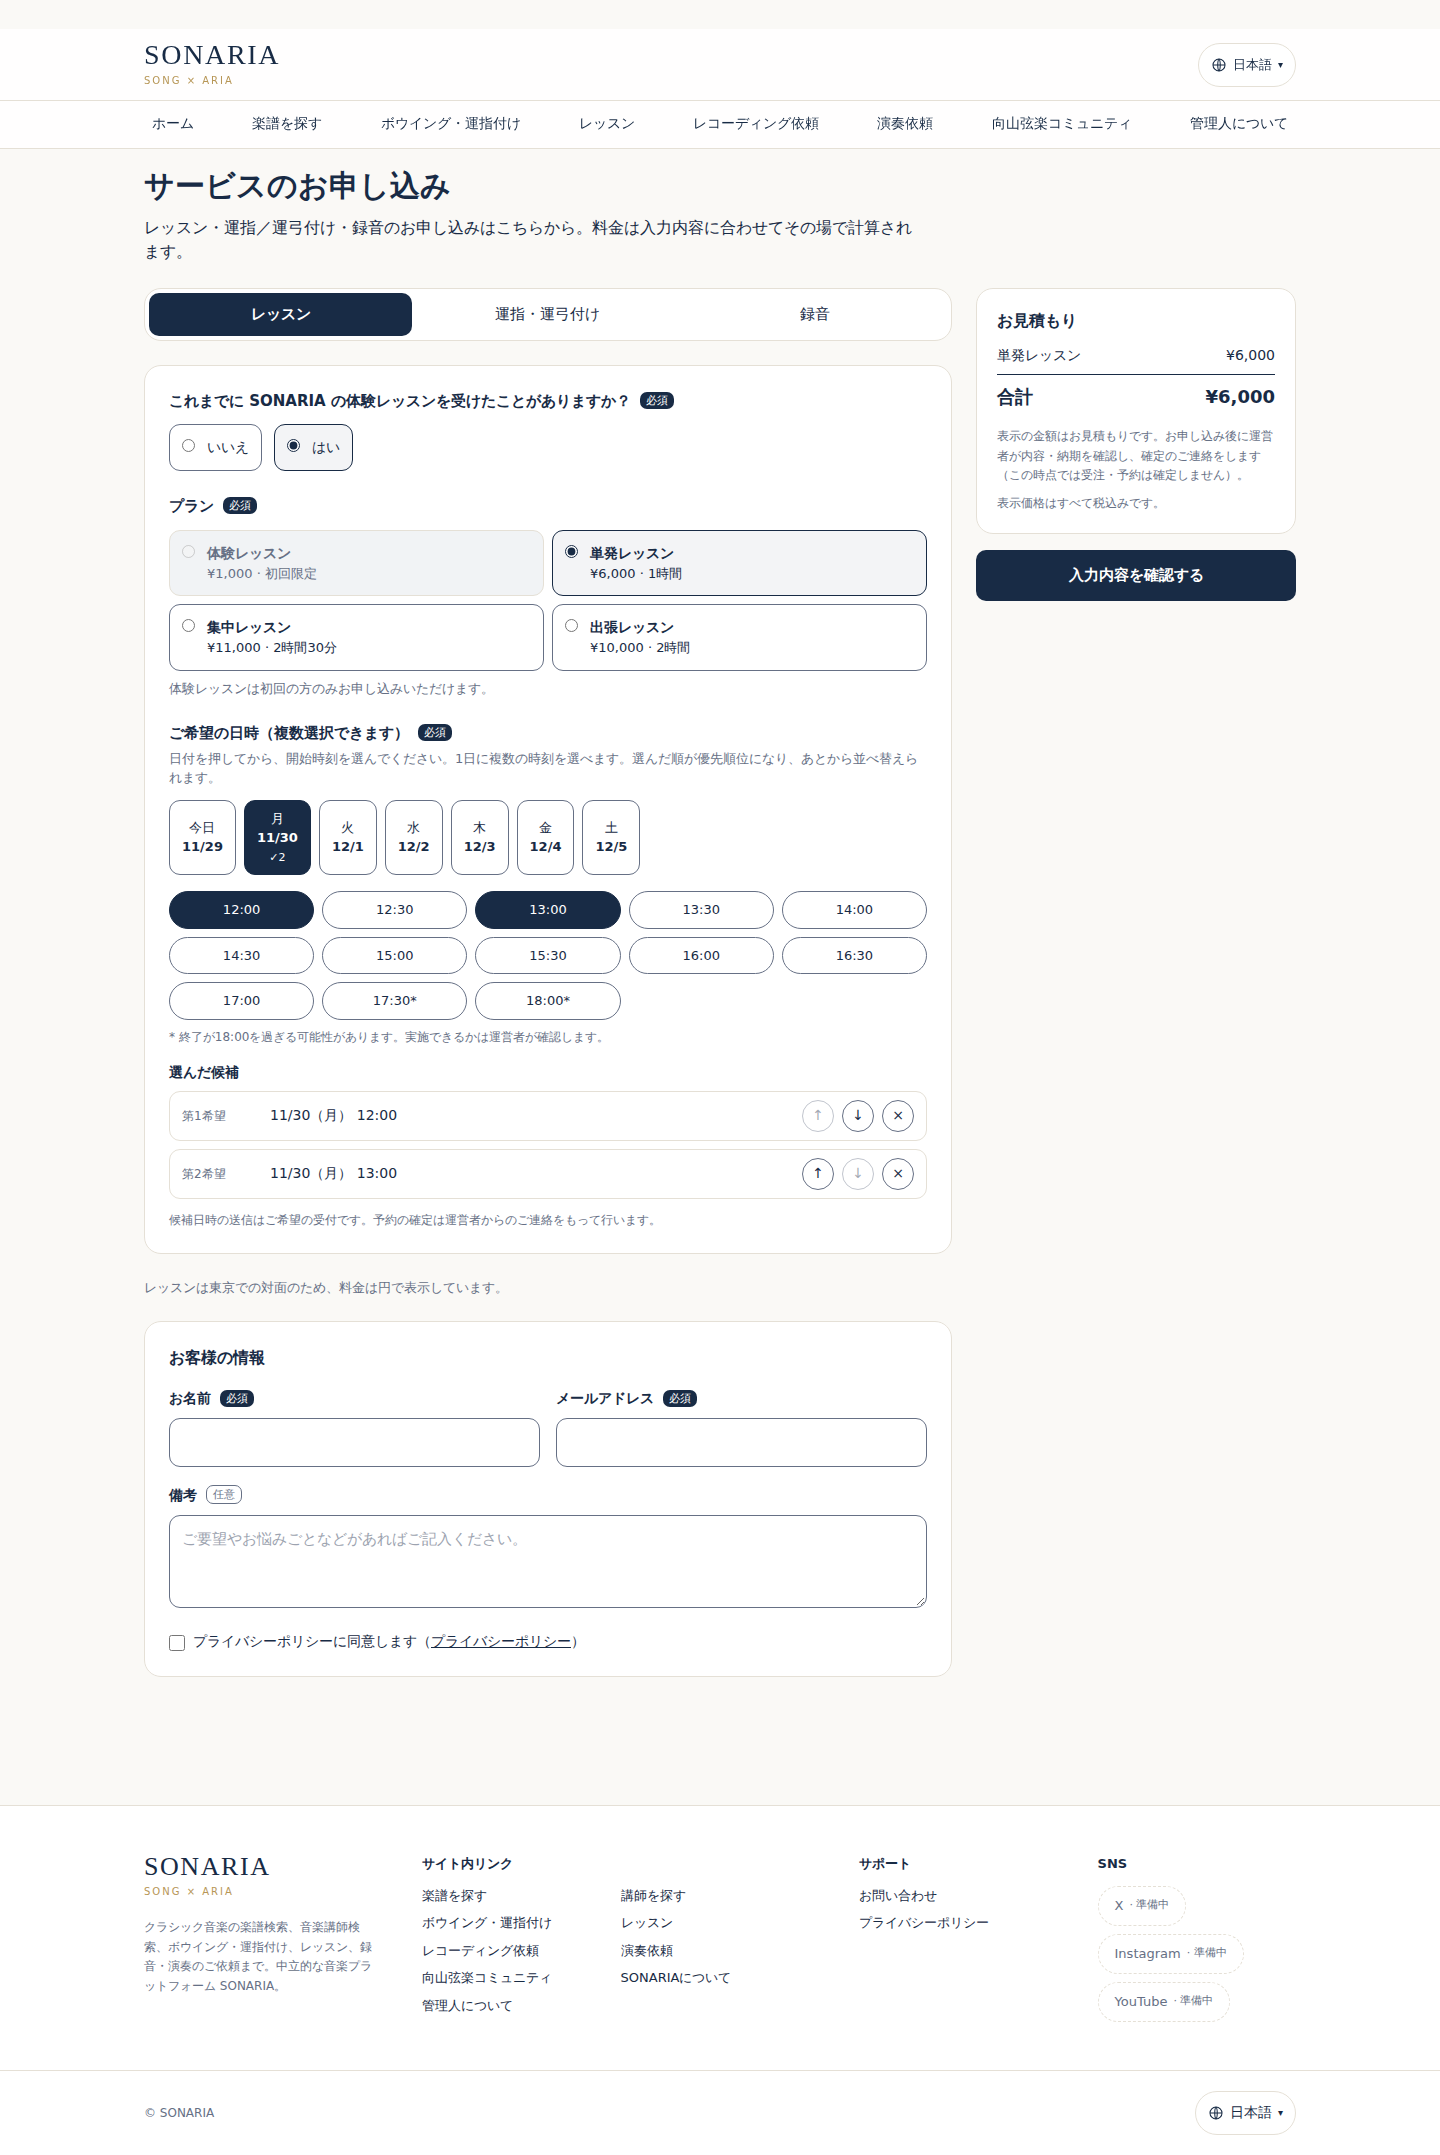 SONARIA
SONG × ARIA
日本語 ▾
ホーム
楽譜を探す
ボウイング・運指付け
レッスン
レコーディング依頼
演奏依頼
向山弦楽コミュニティ
管理人について
サービスのお申し込み
レッスン・運指／運弓付け・録音のお申し込みはこちらから。料金は入力内容に合わせてその場で計算され
ます。
レッスン
運指・運弓付け
録音
これまでに SONARIA の体験レッスンを受けたことがありますか？ 必須
いいえ
はい
プラン 必須
体験レッスン
¥1,000 · 初回限定
単発レッスン
¥6,000 · 1時間
集中レッスン
¥11,000 · 2時間30分
出張レッスン
¥10,000 · 2時間
体験レッスンは初回の方のみお申し込みいただけます。
ご希望の日時（複数選択できます） 必須
日付を押してから、開始時刻を選んでください。1日に複数の時刻を選べます。選んだ順が優先順位になり、あとから並べ替えら
れます。
今日
11/29
月
11/30
✓2
火
12/1
水
12/2
木
12/3
金
12/4
土
12/5
12:00
12:30
13:00
13:30
14:00
14:30
15:00
15:30
16:00
16:30
17:00
17:30*
18:00*
* 終了が18:00を過ぎる可能性があります。実施できるかは運営者が確認します。
選んだ候補
第1希望 11/30（月） 12:00 ↑ ↓ ×
第2希望 11/30（月） 13:00 ↑ ↓ ×
候補日時の送信はご希望の受付です。予約の確定は運営者からのご連絡をもって行います。
レッスンは東京での対面のため、料金は円で表示しています。
お客様の情報
お名前 必須
メールアドレス 必須
備考 任意
ご要望やお悩みごとなどがあればご記入ください。
プライバシーポリシーに同意します（プライバシーポリシー）
お見積もり
単発レッスン ¥6,000
合計 ¥6,000
表示の金額はお見積もりです。お申し込み後に運営
者が内容・納期を確認し、確定のご連絡をします
（この時点では受注・予約は確定しません）。
表示価格はすべて税込みです。
入力内容を確認する
SONARIA
SONG × ARIA
クラシック音楽の楽譜検索、音楽講師検
索、ボウイング・運指付け、レッスン、録
音・演奏のご依頼まで。中立的な音楽プラ
ットフォーム SONARIA。
サイト内リンク
楽譜を探す
講師を探す
ボウイング・運指付け
レッスン
レコーディング依頼
演奏依頼
向山弦楽コミュニティ
SONARIAについて
管理人について
サポート
お問い合わせ
プライバシーポリシー
SNS
X · 準備中
Instagram · 準備中
YouTube · 準備中
© SONARIA
日本語 ▾